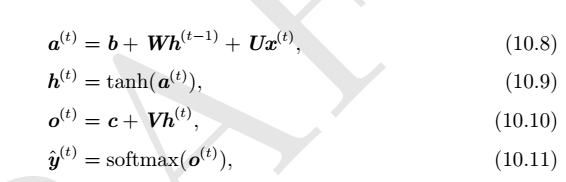 a^(t) = b + Wh^(t−1) + Ux^(t), (10.8)
h^(t) = tanh(a^(t)), (10.9)
o^(t) = c + Vh^(t), (10.10)
ŷ^(t) = softmax(o^(t)), (10.11)